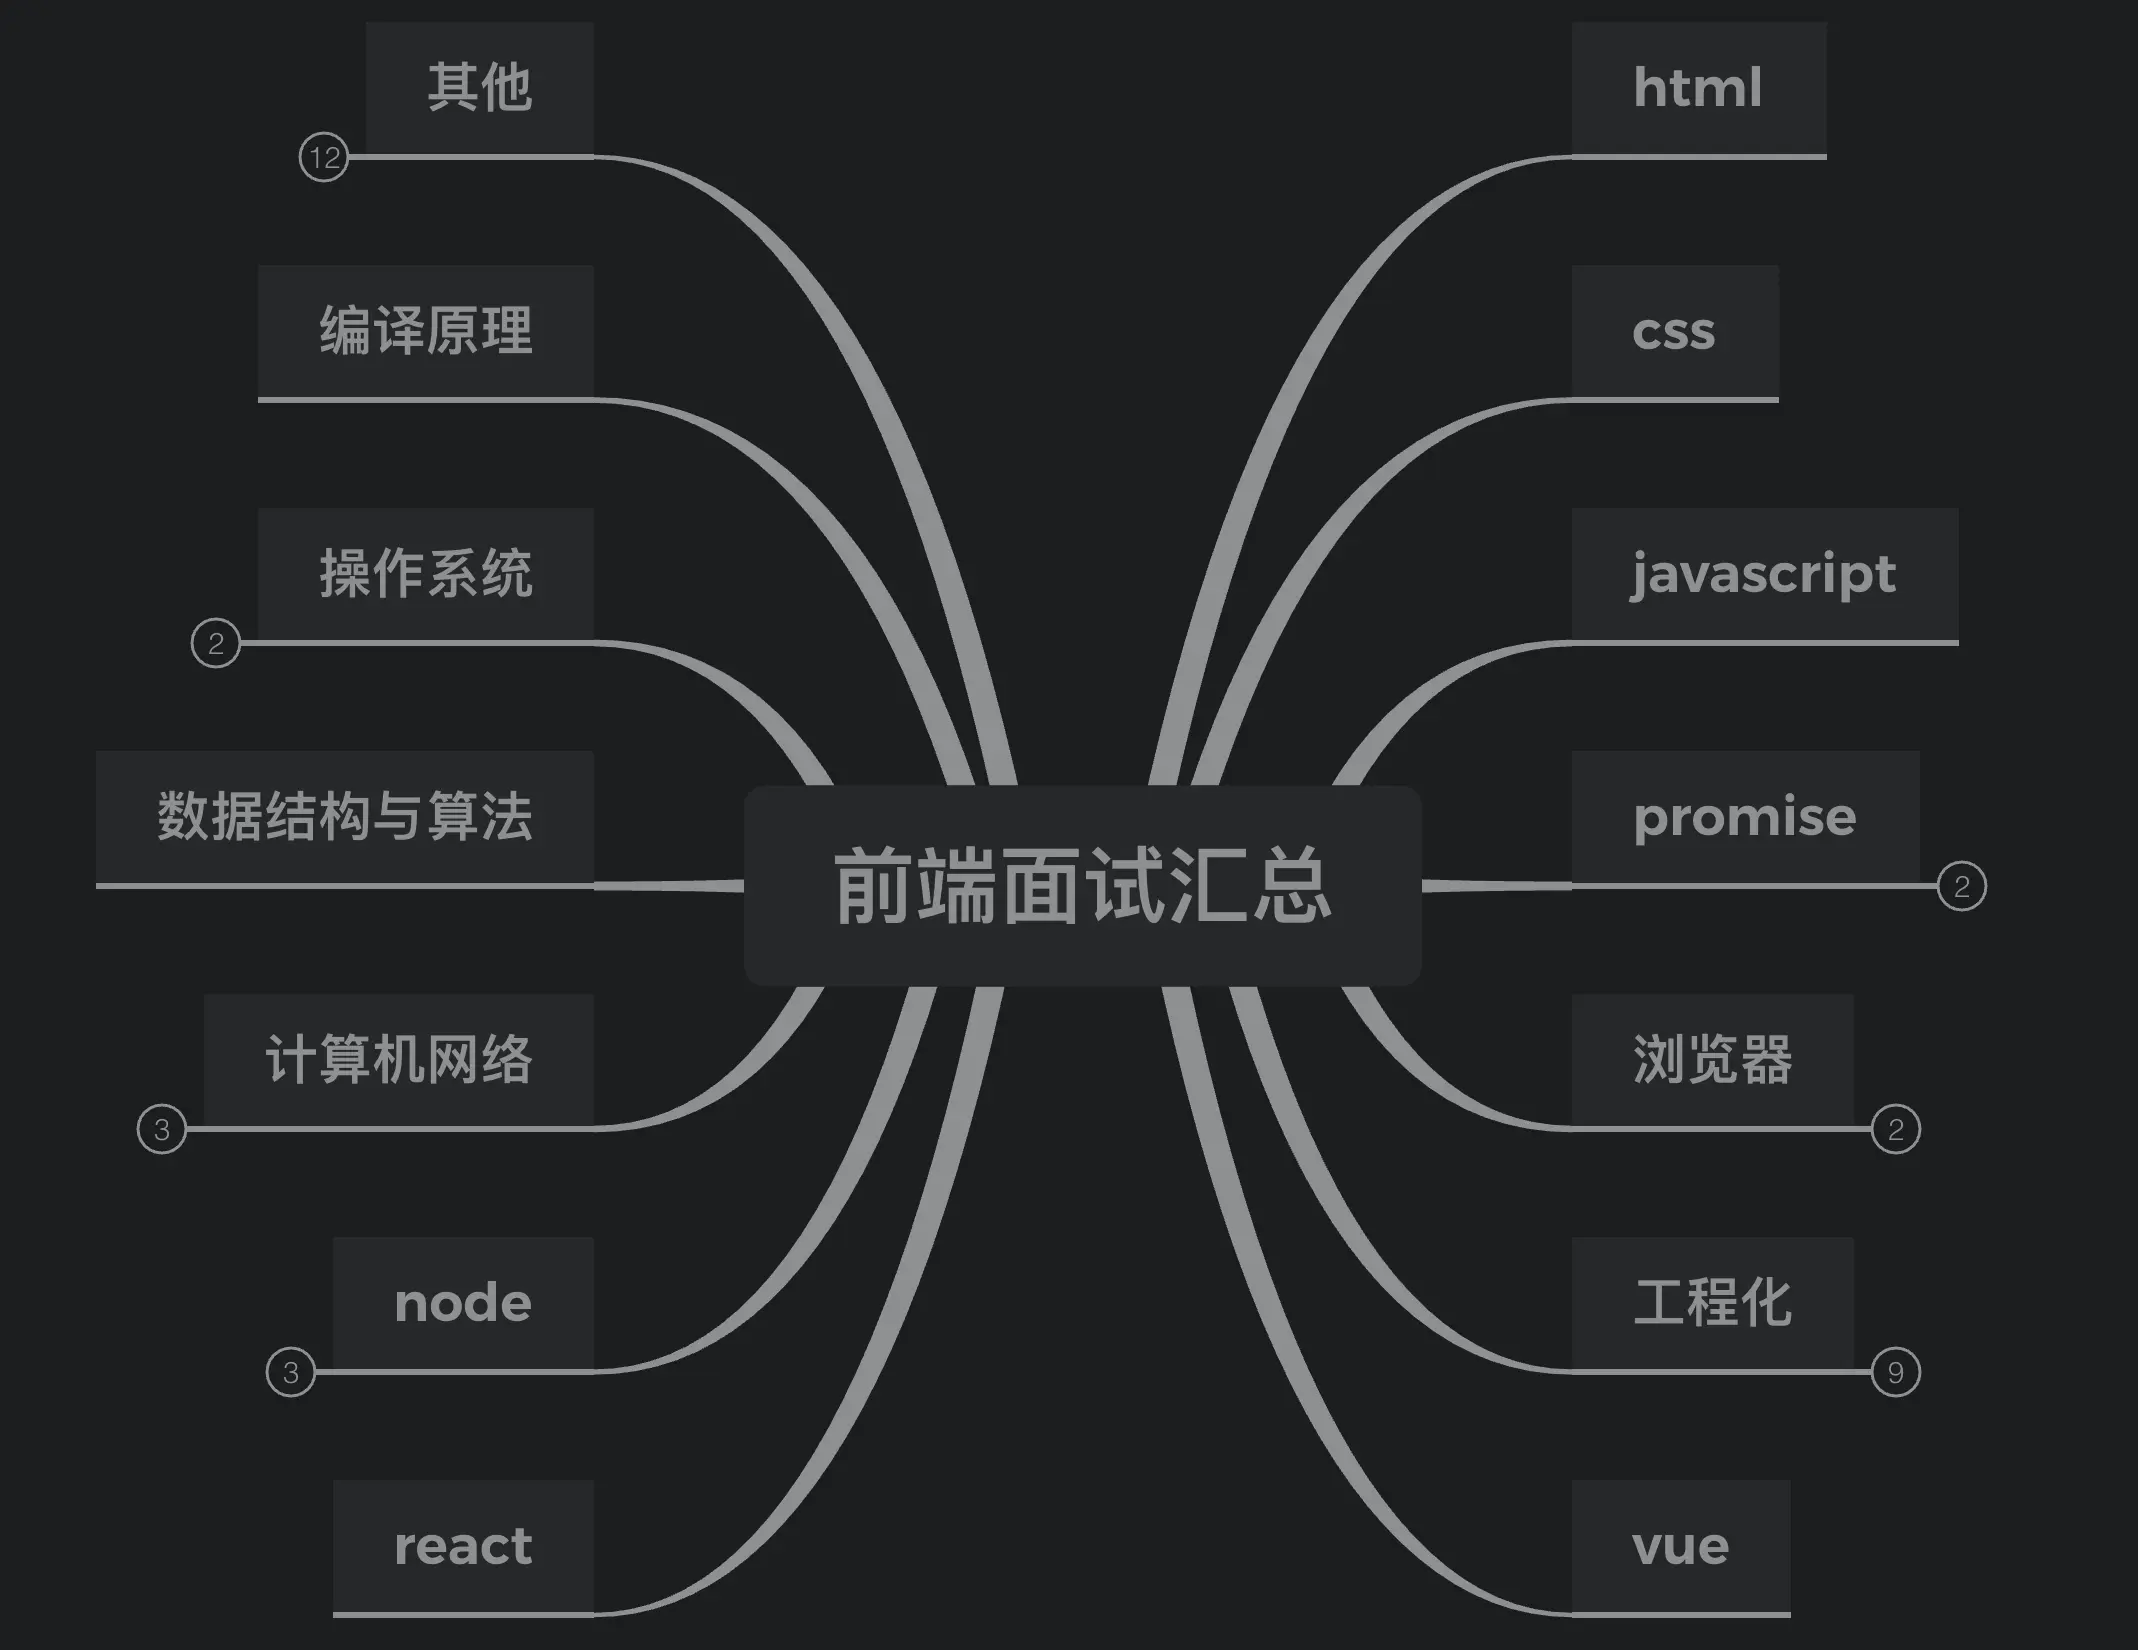 其他
12
编译原理
操作系统
2
数据结构与算法
计算机网络
3
node
3
react
前端面试汇总
html
css
javascript
promise
2
浏览器
2
工程化
9
vue